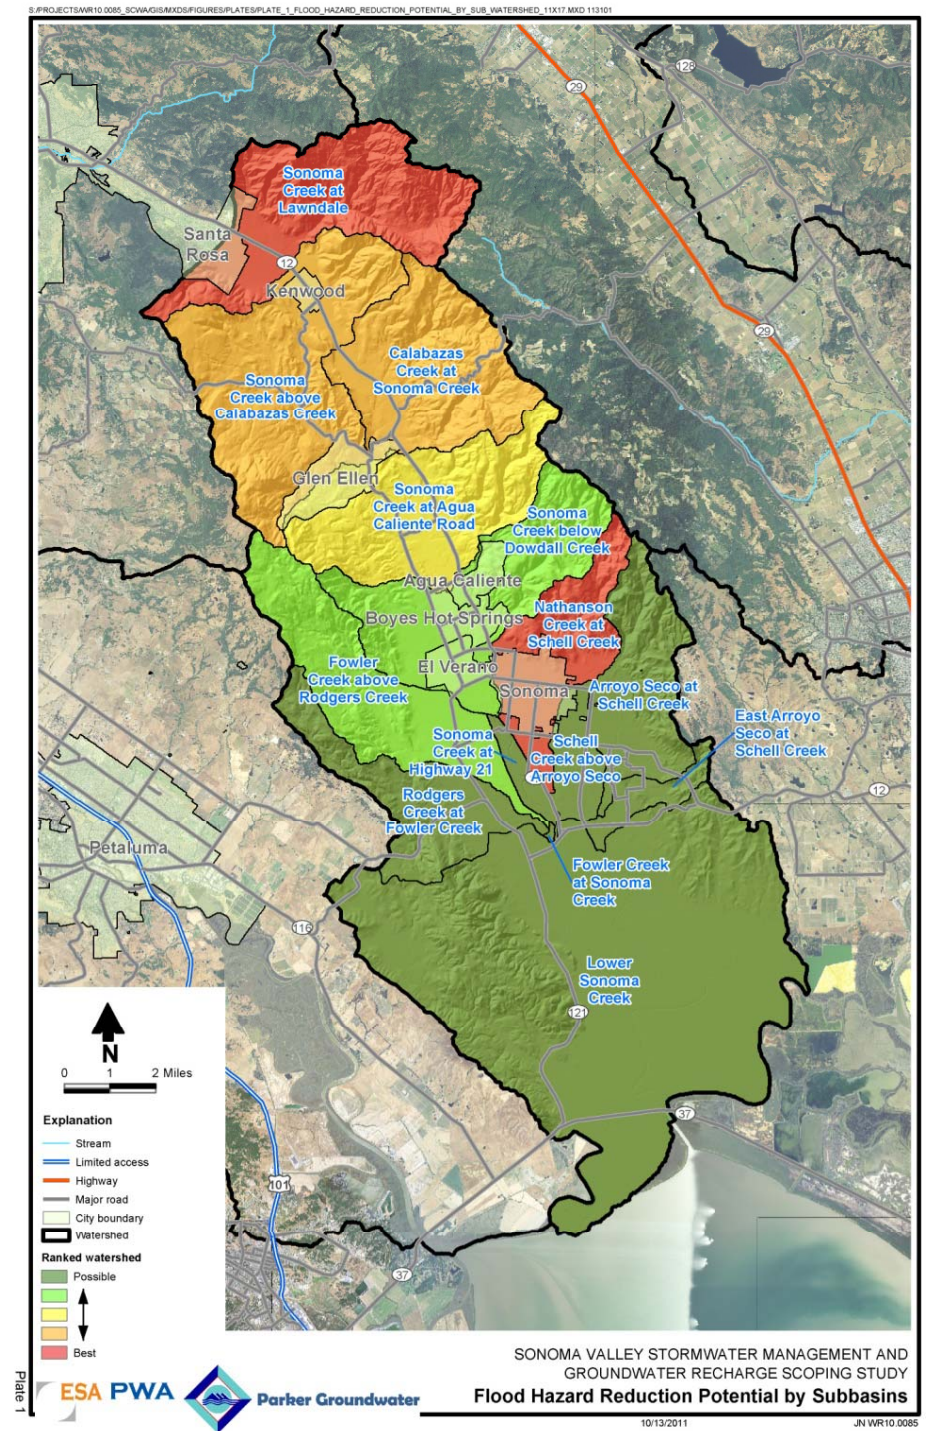 S:/PROJECTS/WR10.0085_SCWA/GIS/MXDS/FIGURES/PLATES/PLATE_1_FLOOD_HAZARD_REDUCTION_POTENTIAL_BY_SUB_WATERSHED_11X17.MXD 113101
128
29
Sonoma
Creek at
Lawndale
Santa
Rosa
12
Kenwood
29
Calabazas
Creek at
Sonoma Creek
Sonoma
Creek above
Calabazas Creek
Glen Ellen
Sonoma
Creek at Agua
Caliente Road
Sonoma
Creek below
Dowdall Creek
Agua Caliente
Boyes Hot Springs
Nathanson
Creek at
Schell Creek
El Verano
Fowler
Creek above
Rodgers Creek
Sonoma
Arroyo Seco at
Schell Creek
East Arroyo
Seco at
Schell Creek
Sonoma
Creek at
Highway 21
Schell
Creek above
Arroyo Seco
12
Rodgers
Creek at
Fowler Creek
Petaluma
Fowler Creek
at Sonoma
Creek
116
Lower
Sonoma
Creek
121
N
0 1 2 Miles
37
Explanation
Stream
Limited access
Highway
Major road
City boundary
Watershed
101
Ranked watershed
Possible
Best
37
Plate 1
ESA PWA
Parker Groundwater
SONOMA VALLEY STORMWATER MANAGEMENT AND
GROUNDWATER RECHARGE SCOPING STUDY
Flood Hazard Reduction Potential by Subbasins
10/13/2011
JN WR10.0085